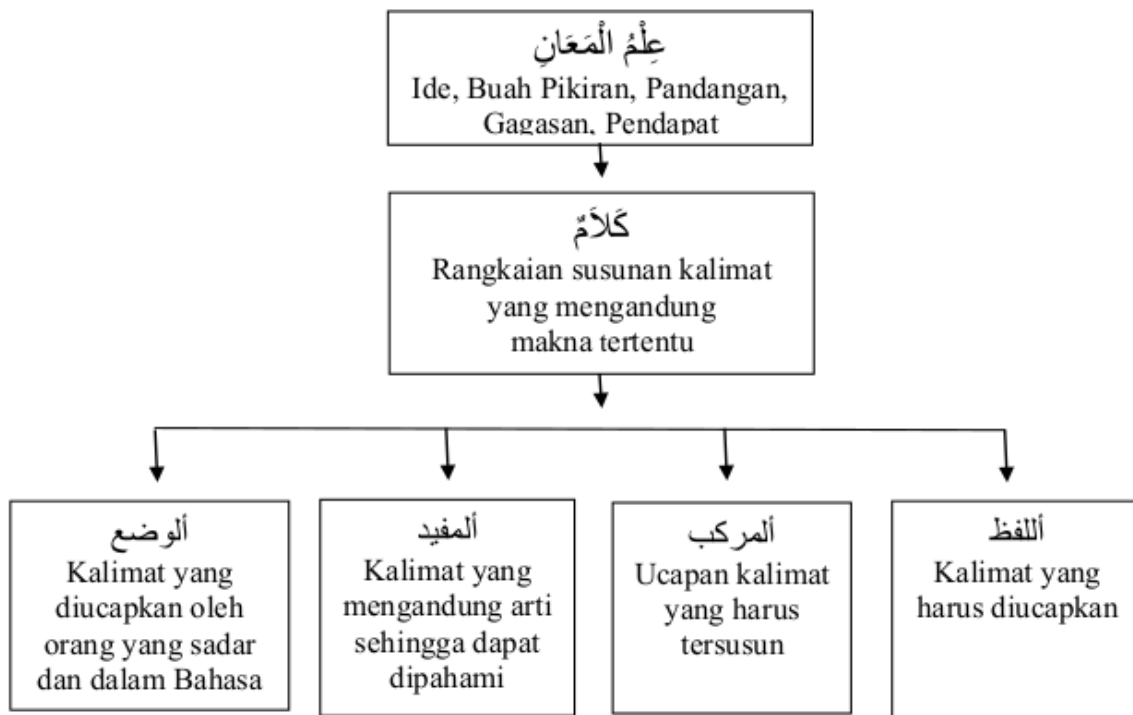 عِلْمُ الْمَعَانِ
Ide, Buah Pikiran, Pandangan,
Gagasan, Pendapat
كَلاَمٌ
Rangkaian susunan kalimat
yang mengandung
makna tertentu
ألوضع
Kalimat yang
diucapkan oleh
orang yang sadar
dan dalam Bahasa
ألمفيد
Kalimat yang
mengandung arti
sehingga dapat
dipahami
ألمركب
Ucapan kalimat
yang harus
tersusun
أللفظ
Kalimat yang
harus diucapkan